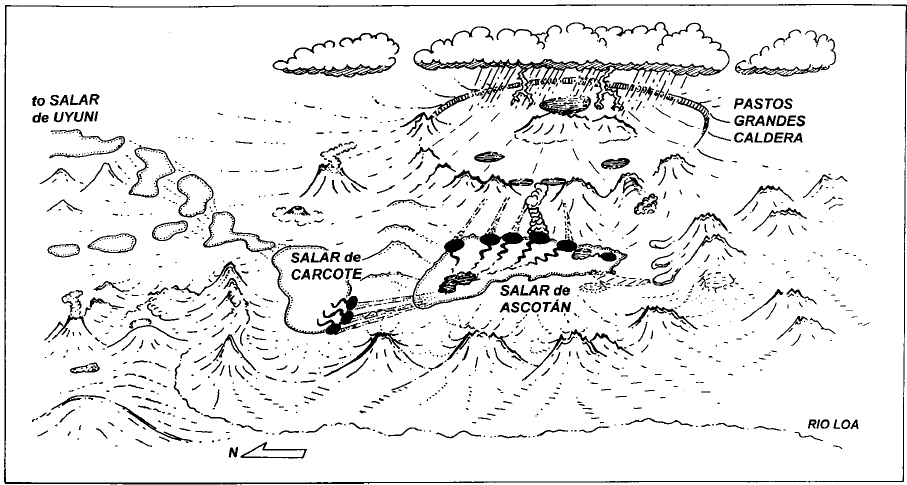 to SALAR
de UYUNI
PASTOS
GRANDES
CALDERA
SALAR de
CARCOTE
SALAR de
ASCOTÁN
RIO LOA
N